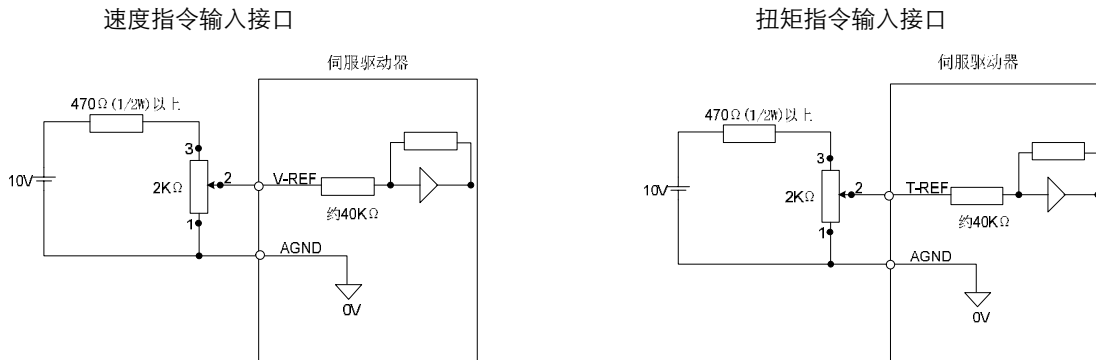 速度指令输入接口
伺服驱动器
470Ω(1/2W)以上
3
10V
2KΩ
2
V-REF
约40KΩ
1
AGND
0V
扭矩指令输入接口
伺服驱动器
470Ω(1/2W)以上
3
10V
2KΩ
2
T-REF
约40KΩ
1
AGND
0V